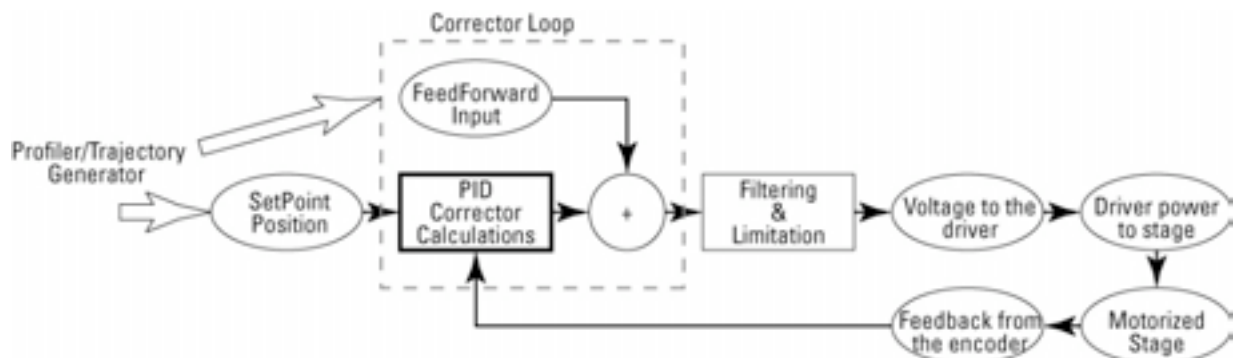 Corrector Loop
FeedForward
Input
Profiler/Trajectory
Generator
SetPoint
Position
PID
Corrector
Calculations
+
Filtering
&
Limitation
Voltage to the
driver
Driver power
to stage
Feedback from
the encoder
Motorized
Stage